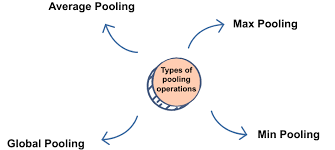 Average Pooling
Max Pooling
Types of
pooling
operations
Global Pooling
Min Pooling